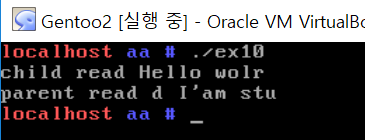 Gentoo2 [실행 중] - Oracle VM VirtualBo
localhost aa # ./ex10
child read Hello wolr
parent read d I'am stu
localhost aa # _